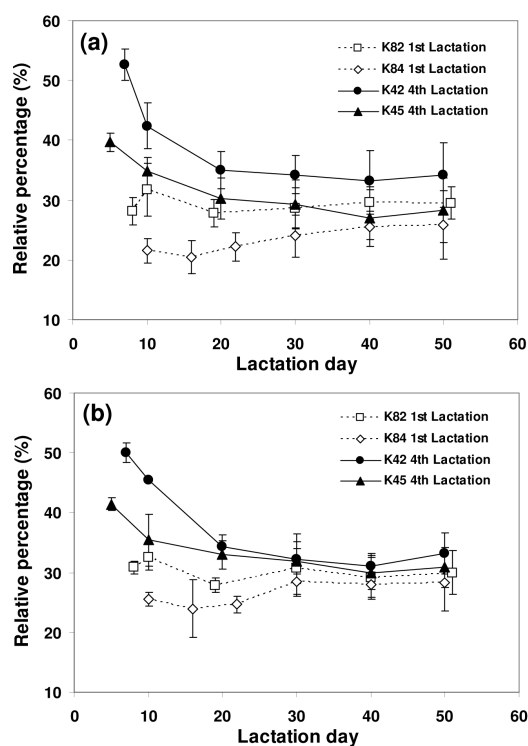 (a)
K82 1st Lactation
K84 1st Lactation
K42 4th Lactation
K45 4th Lactation
Relative percentage (%)
60
50
40
30
20
10
0 10 20 30 40 50 60
Lactation day
(b)
K82 1st Lactation
K84 1st Lactation
K42 4th Lactation
K45 4th Lactation
Relative percentage (%)
60
50
40
30
20
10
0 10 20 30 40 50 60
Lactation day